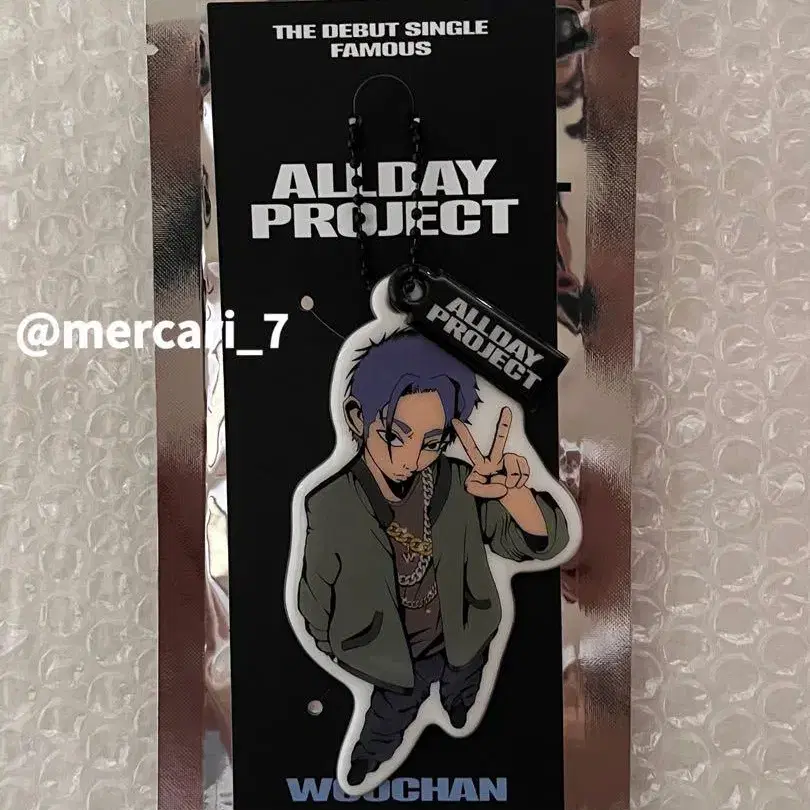 THE DEBUT SINGLE
FAMOUS
ALLDAY
PROJECT
ALLDAY
PROJECT
@mercari_7
WOOCHAN